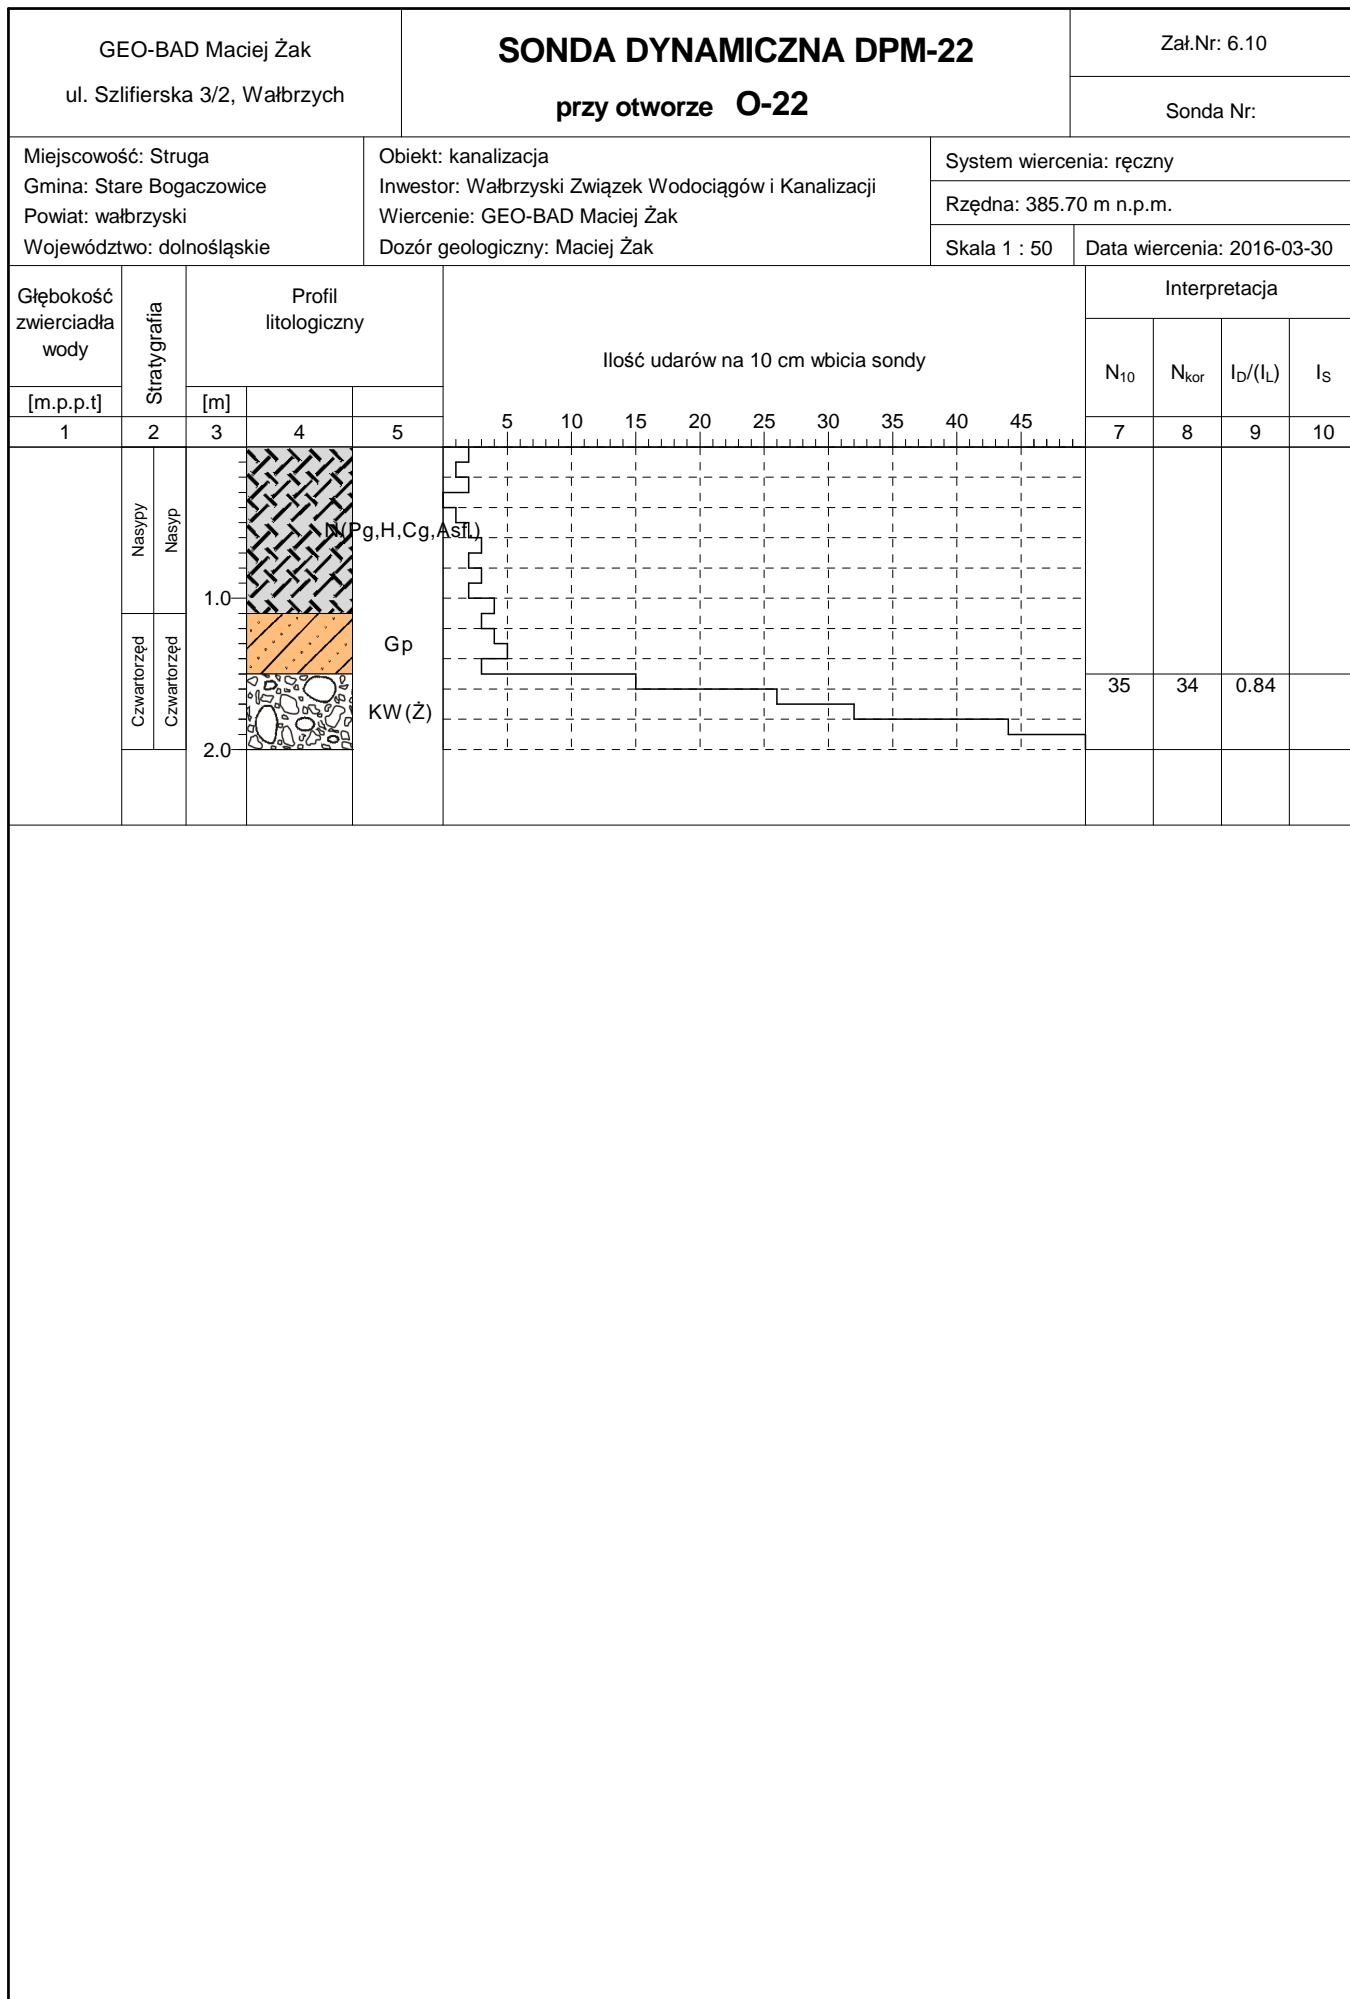 GEO-BAD Maciej Żak
ul. Szlifierska 3/2, Wałbrzych
SONDA DYNAMICZNA DPM-22
przy otworze O-22
Zał.Nr: 6.10
Sonda Nr:
Miejscowość: Struga
Gmina: Stare Bogaczowice
Powiat: wałbrzyski
Województwo: dolnośląskie
Obiekt: kanalizacja
Inwestor: Wałbrzyski Związek Wodociągów i Kanalizacji
Wiercenie: GEO-BAD Maciej Żak
Dozór geologiczny: Maciej Żak
System wiercenia: ręczny
Rzędna: 385.70 m n.p.m.
Skala 1 : 50
Data wiercenia: 2016-03-30
Głębokość
zwierciadła
wody
[m.p.p.t]
Stratygrafia
Profil
litologiczny
[m]
Ilość udarów na 10 cm wbicia sondy
Interpretacja
N10
Nkor
ID/(IL)
IS
5 10 15 20 25 30 35 40 45
1 2 3 4 5 7 8 9 10
Nasypy
Nasyp
N(Pg,H,Cg,Asf.)
1.0
Czwartorzęd
Czwartorzęd
Gp
KW(Ż)
35 34 0.84
2.0